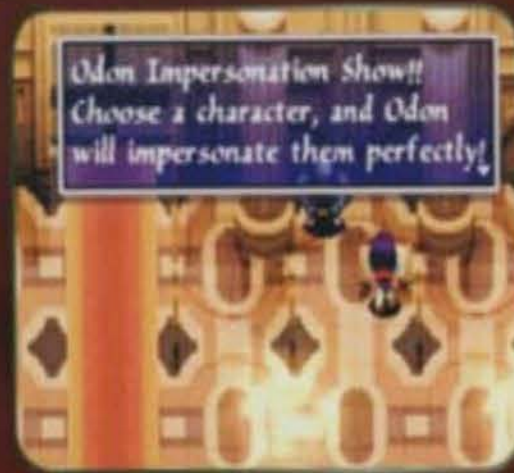 Odon Impersonation Show!!
Choose a character, and Odon
will impersonate them perfectly!